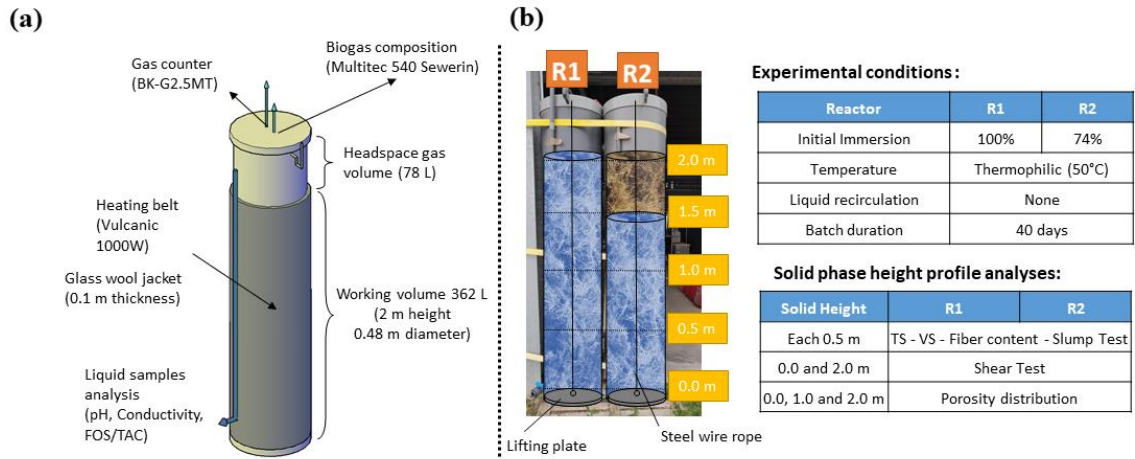 (a)
Gas counter
(BK-G2.5MT)
Biogas composition
(Multitec 540 Sewerin)
Headspace gas
volume (78 L)
Heating belt
(Vulcanic
1000W)
Glass wool jacket
(0.1 m thickness)
Working volume 362 L
(2 m height
0.48 m diameter)
Liquid samples
analysis
(pH, Conductivity,
FOS/TAC)
(b)
R1
R2
2.0 m
1.5 m
1.0 m
0.5 m
0.0 m
Lifting plate
Steel wire rope
Experimental conditions :
Reactor R1 R2
Initial Immersion 100% 74%
Temperature Thermophilic (50°C)
Liquid recirculation None
Batch duration 40 days
Solid phase height profile analyses:
Solid Height R1 R2
Each 0.5 m TS - VS - Fiber content - Slump Test
0.0 and 2.0 m Shear Test
0.0, 1.0 and 2.0 m Porosity distribution